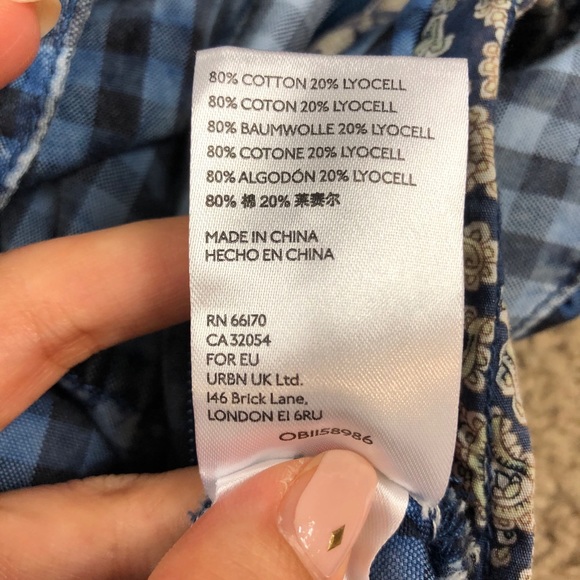 80% COTTON 20% LYOCELL
80% COTON 20% LYOCELL
80% BAUMWOLLE 20% LYOCELL
80% COTONE 20% LYOCELL
80% ALGODÓN 20% LYOCELL
80% 棉 20% 莱赛尔
MADE IN CHINA
HECHO EN CHINA
RN 66170
CA 32054
FOR EU
URBN UK Ltd.
146 Brick Lane,
LONDON E1 6RU
OB1158986